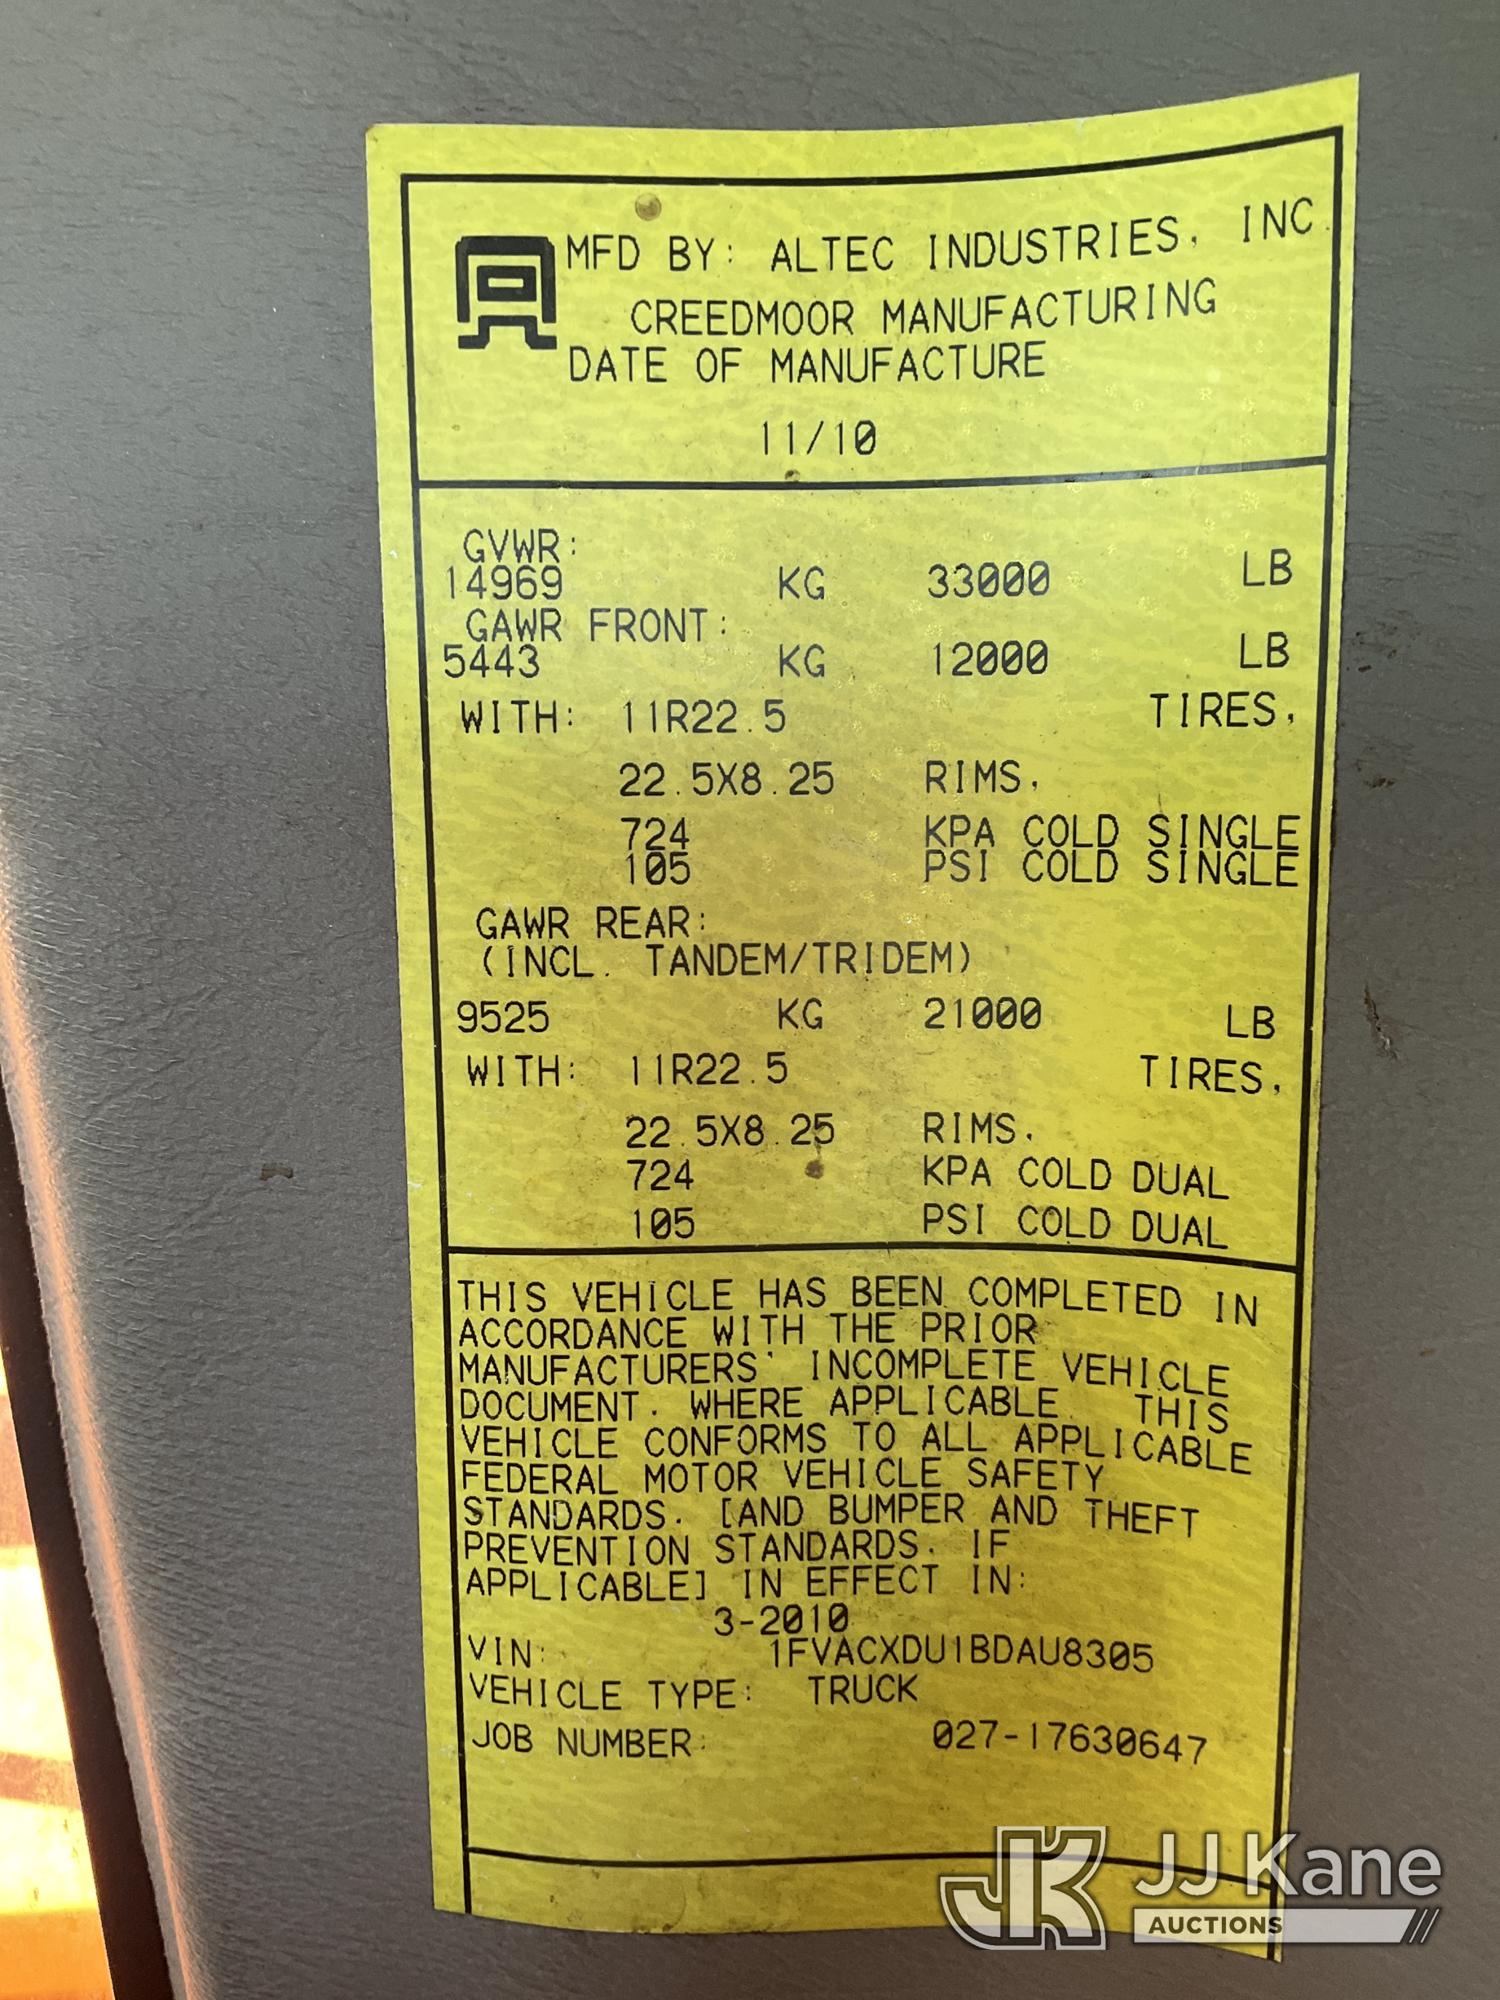 MFD BY: ALTEC INDUSTRIES, INC.
CREEDMOOR MANUFACTURING
DATE OF MANUFACTURE
11/10
GVWR:
14969 KG 33000 LB
GAWR FRONT:
5443 KG 12000 LB
WITH: 11R22.5 TIRES,
22.5X8.25 RIMS,
724 KPA COLD SINGLE
105 PSI COLD SINGLE
GAWR REAR:
(INCL. TANDEM/TRIDEM)
9525 KG 21000 LB
WITH: 11R22.5 TIRES,
22.5X8.25 RIMS,
724 KPA COLD DUAL
105 PSI COLD DUAL
THIS VEHICLE HAS BEEN COMPLETED IN
ACCORDANCE WITH THE PRIOR
MANUFACTURERS' INCOMPLETE VEHICLE
DOCUMENT, WHERE APPLICABLE. THIS
VEHICLE CONFORMS TO ALL APPLICABLE
FEDERAL MOTOR VEHICLE SAFETY
STANDARDS, [AND BUMPER AND THEFT
PREVENTION STANDARDS, IF
APPLICABLE] IN EFFECT IN:
3-2010
VIN: 1FVACXDU1BDAU8305
VEHICLE TYPE: TRUCK
JOB NUMBER: 027-17630647
JK JJ Kane
AUCTIONS